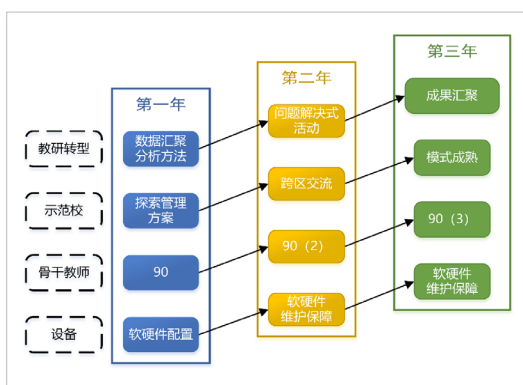 第三年
第二年
第一年
教研转型
数据汇聚
分析方法
问题解决式
活动
成果汇聚
示范校
探索管理
方案
跨区交流
模式成熟
骨干教师
90
90（2）
90（3）
设备
软硬件配置
软硬件
维护保障
软硬件
维护保障